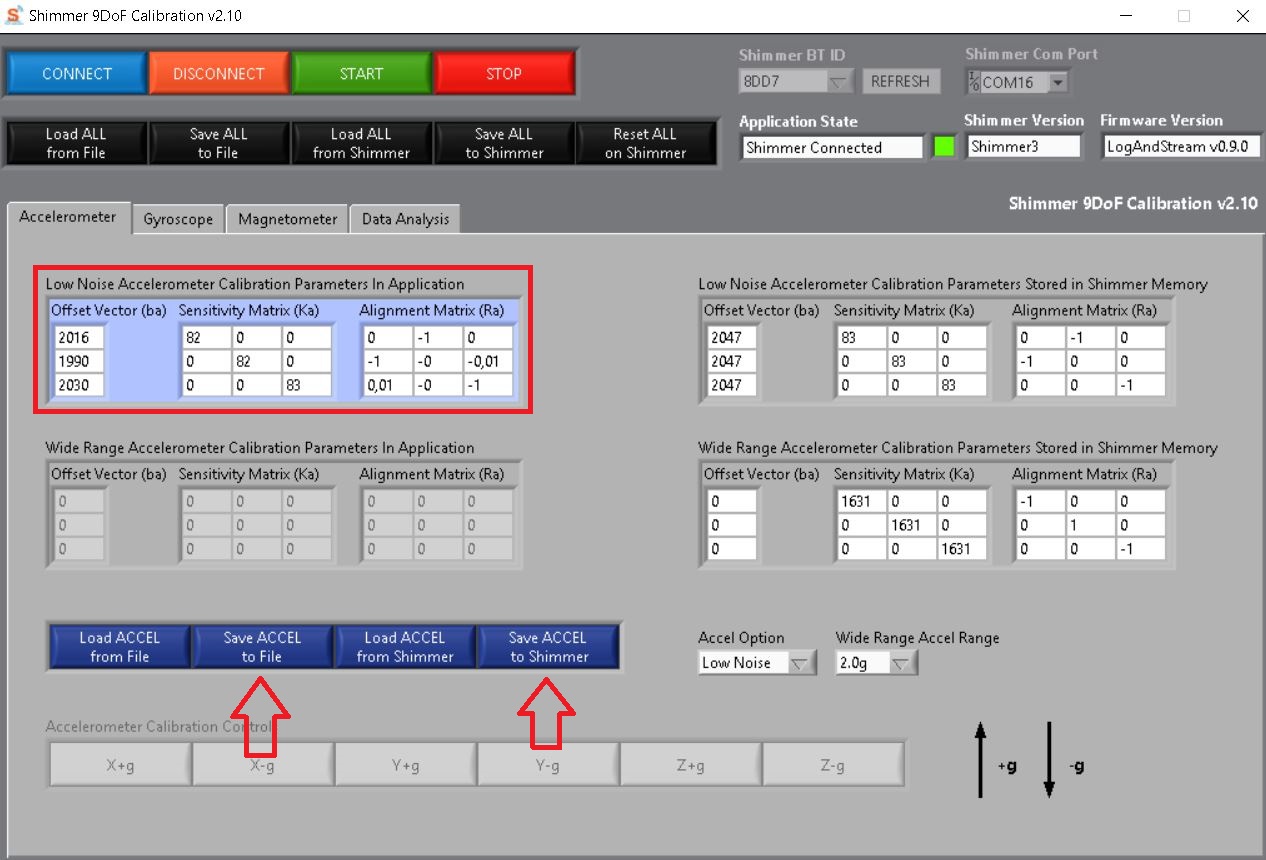 Shimmer 9DoF Calibration v2.10
CONNECT DISCONNECT START STOP
Shimmer BT ID
8DD7 REFRESH
Shimmer Com Port
COM16
Load ALL
from File
Save ALL
to File
Load ALL
from Shimmer
Save ALL
to Shimmer
Reset ALL
on Shimmer
Application State
Shimmer Connected
Shimmer Version
Shimmer3
Firmware Version
LogAndStream v0.9.0
Shimmer 9DoF Calibration v2.10
Accelerometer Gyroscope Magnetometer Data Analysis
Low Noise Accelerometer Calibration Parameters In Application
Offset Vector (ba) Sensitivity Matrix (Ka) Alignment Matrix (Ra)
2016 82 0 0 0 -1 0
1990 0 82 0 -1 -0 -0,01
2030 0 0 83 0,01 -0 -1
Low Noise Accelerometer Calibration Parameters Stored in Shimmer Memory
Offset Vector (ba) Sensitivity Matrix (Ka) Alignment Matrix (Ra)
2047 83 0 0 0 -1 0
2047 0 83 0 -1 0 0
2047 0 0 83 0 0 -1
Wide Range Accelerometer Calibration Parameters In Application
Offset Vector (ba) Sensitivity Matrix (Ka) Alignment Matrix (Ra)
0 0 0 0 0 0 0
0 0 0 0 0 0 0
0 0 0 0 0 0 0
Wide Range Accelerometer Calibration Parameters Stored in Shimmer Memory
Offset Vector (ba) Sensitivity Matrix (Ka) Alignment Matrix (Ra)
0 1631 0 0 -1 0 0
0 0 1631 0 0 1 0
0 0 0 1631 0 0 -1
Load ACCEL
from File
Save ACCEL
to File
Load ACCEL
from Shimmer
Save ACCEL
to Shimmer
Accel Option
Low Noise
Wide Range Accel Range
2.0g
Accelerometer Calibration Control
X+g X-g Y+g Y-g Z+g Z-g
+g -g